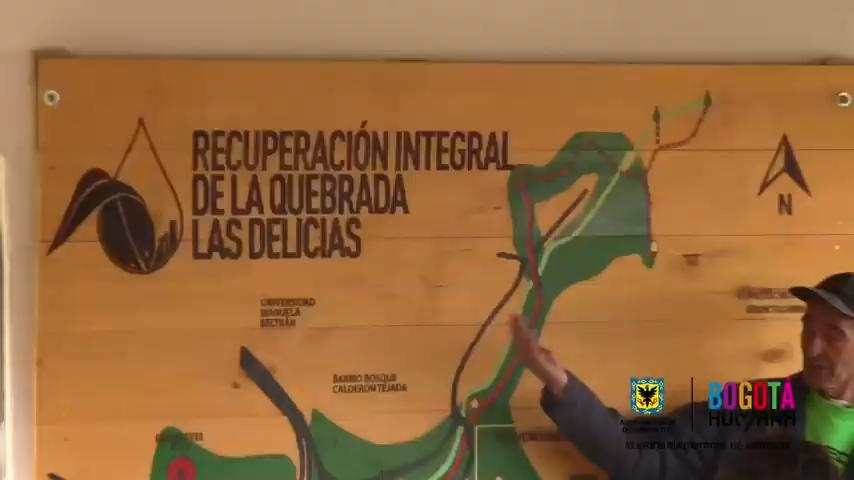 RECUPERACIÓN INTEGRAL
DE LA QUEBRADA
LAS DELICIAS
N
UNIVERSIDAD
MANUELA
BELTRÁN
BARRIO BOSQUE
CALDERÓN TEJADA
BOGOTÁ
HUMANA